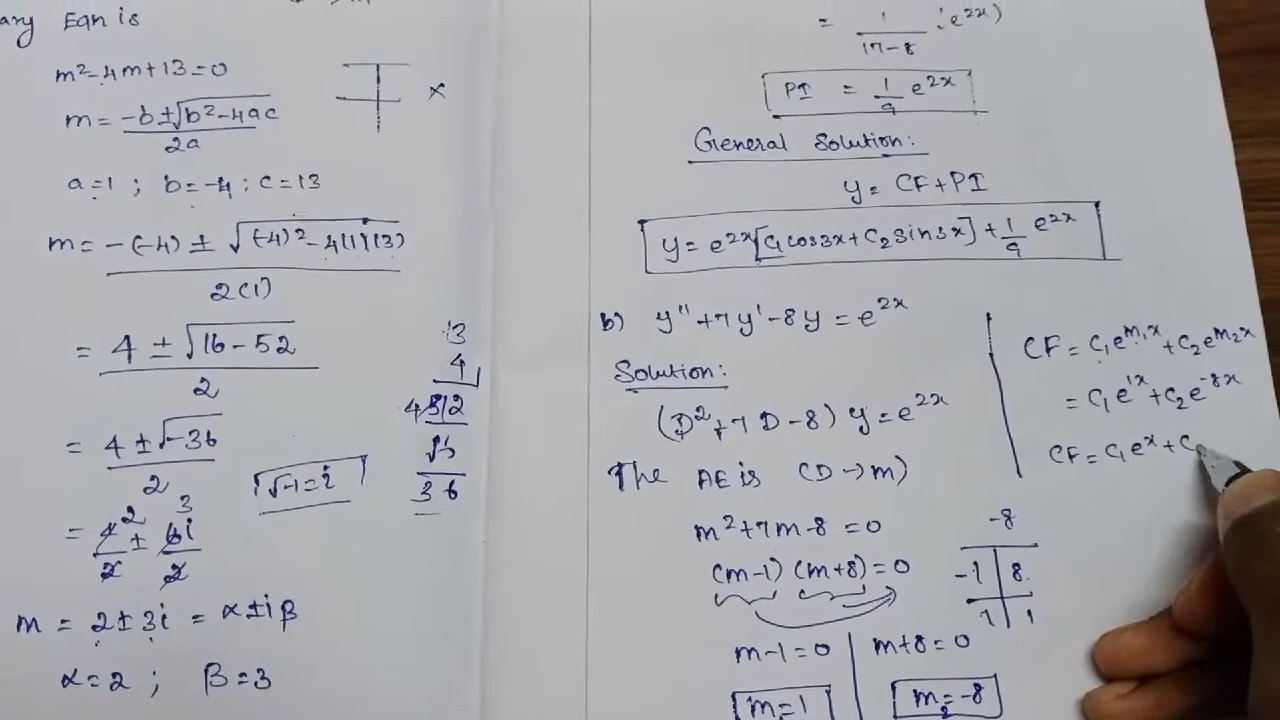 ary Eqn is
m²-4m+13=0
m = -b±√b²-4ac / 2a
×
a=1 ; b=-4 ; c=13
m = -(-4) ± √(-4)²-4(1)(13) / 2(1)
= 4 ± √16-52 / 2
13
4
52
16
36
= 4 ± √-36 / 2
√-1 = i
= 4 2 / 2 ± 6i 3 / 2
m = 2±3i = α±iβ
α=2 ; β=3
= 1 / 17-8 (e^2x)
PI = 1/9 e^2x
General Solution:
y = CF+PI
y = e^2x[C₁cos3x+C₂sin3x]+1/9 e^2x
b) y''+7y'-8y = e^2x
Solution:
(D²+7D-8) y = e^2x
The AE is (D→m)
m²+7m-8=0
(m-1) (m+8)=0
m-1=0 | m+8=0
m=1 m₂=-8
CF = C₁e^m₁x+C₂e^m₂x
= C₁e^1x+C₂e^-8x
CF = C₁e^x+C
-8
-1 | 8
1 | 1